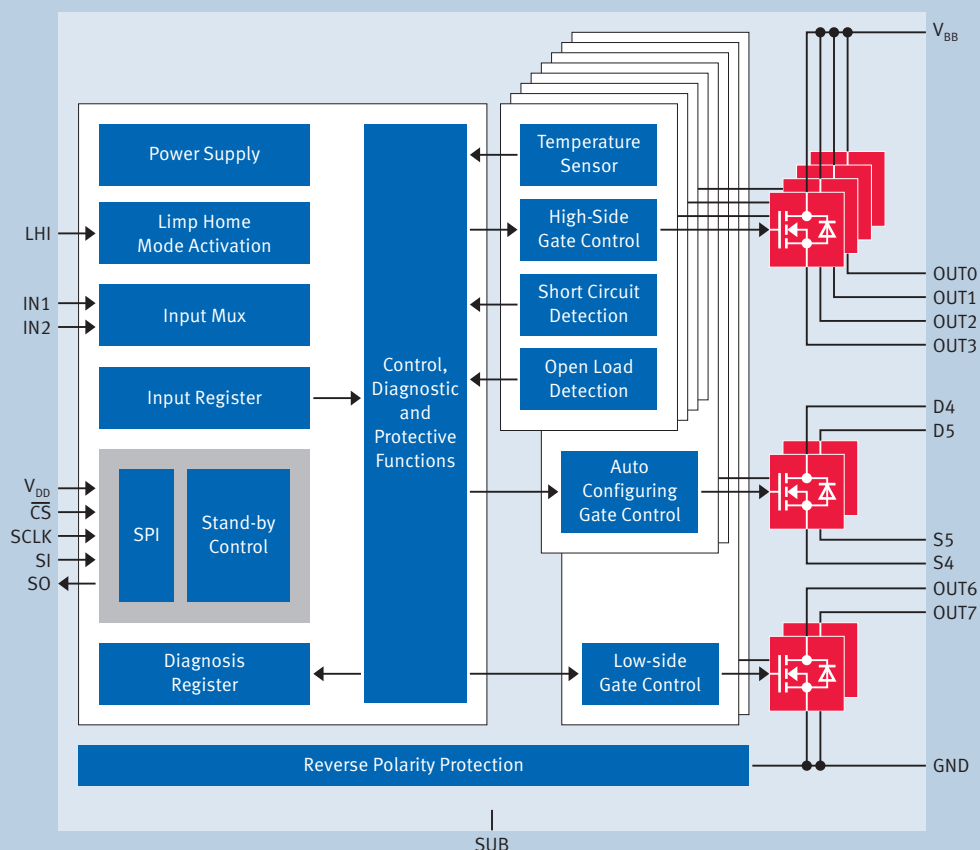 V_BB
Power Supply
Temperature
Sensor
LHI
Limp Home
Mode Activation
High-Side
Gate Control
OUT0
IN1
IN2
Input Mux
Short Circuit
Detection
OUT1
OUT2
OUT3
Input Register
Control,
Diagnostic
and
Protective
Functions
Open Load
Detection
D4
D5
V_DD
C̅S̅
SCLK
SI
SO
SPI
Stand-by
Control
Auto
Configuring
Gate Control
S5
S4
OUT6
OUT7
Diagnosis
Register
Low-side
Gate Control
Reverse Polarity Protection
GND
SUB